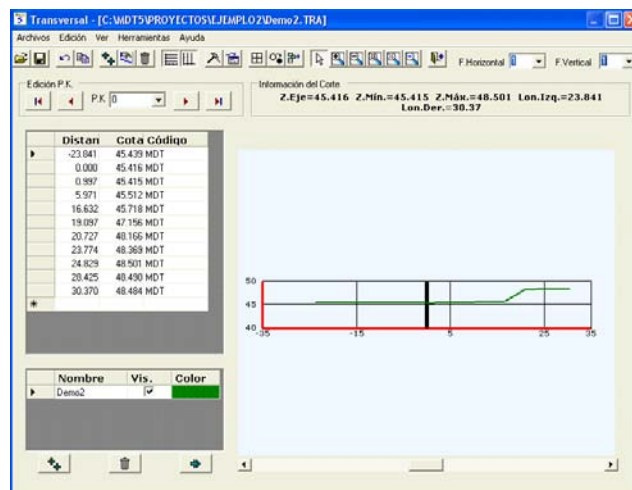 Transversal - [C:\MDT5\PROYECTOS\EJEMPLO2\Demo2.TRA]
Archivos Edición Ver Herramientas Ayuda
F.Horizontal 1 F.Vertical 1
Edición P.K.
P.K 0
Información del Corte
Z.Eje=45.416 Z.Mín.=45.415 Z.Máx.=48.501 Lon.Izq.=23.841
Lon.Der.=30.37
Distan Cota Código
-23.841 45.439 MDT
0.000 45.416 MDT
0.997 45.415 MDT
5.971 45.512 MDT
16.632 45.718 MDT
19.097 47.156 MDT
20.727 48.166 MDT
23.774 48.369 MDT
24.829 48.501 MDT
28.425 48.490 MDT
30.370 48.484 MDT
50
45
40
-35 -15 5 25 35
Nombre Vis. Color
Demo2